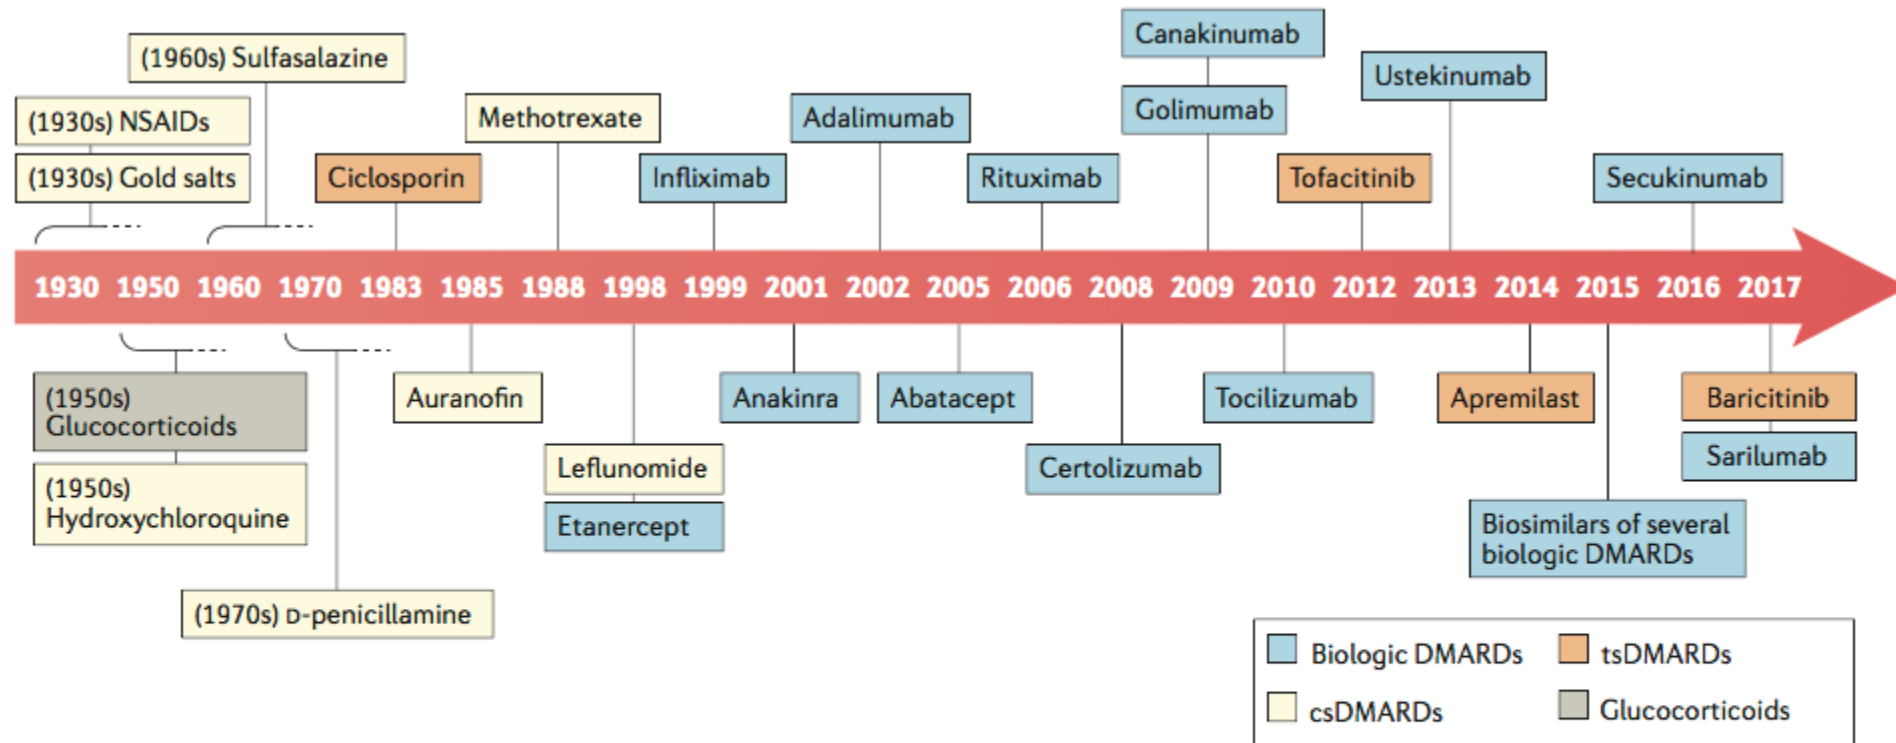 Canakinumab
(1960s) Sulfasalazine
Ustekinumab
(1930s) NSAIDs
Methotrexate
Adalimumab
Golimumab
(1930s) Gold salts
Ciclosporin
Infliximab
Rituximab
Tofacitinib
Secukinumab
1930 1950 1960 1970 1983 1985 1988 1998 1999 2001 2002 2005 2006 2008 2009 2010 2012 2013 2014 2015 2016 2017
(1950s)
Glucocorticoids
Auranofin
Anakinra
Abatacept
Tocilizumab
Apremilast
Baricitinib
Leflunomide
Certolizumab
Sarilumab
(1950s)
Hydroxychloroquine
Etanercept
Biosimilars of several
biologic DMARDs
(1970s) D-penicillamine
Biologic DMARDs
tsDMARDs
csDMARDs
Glucocorticoids